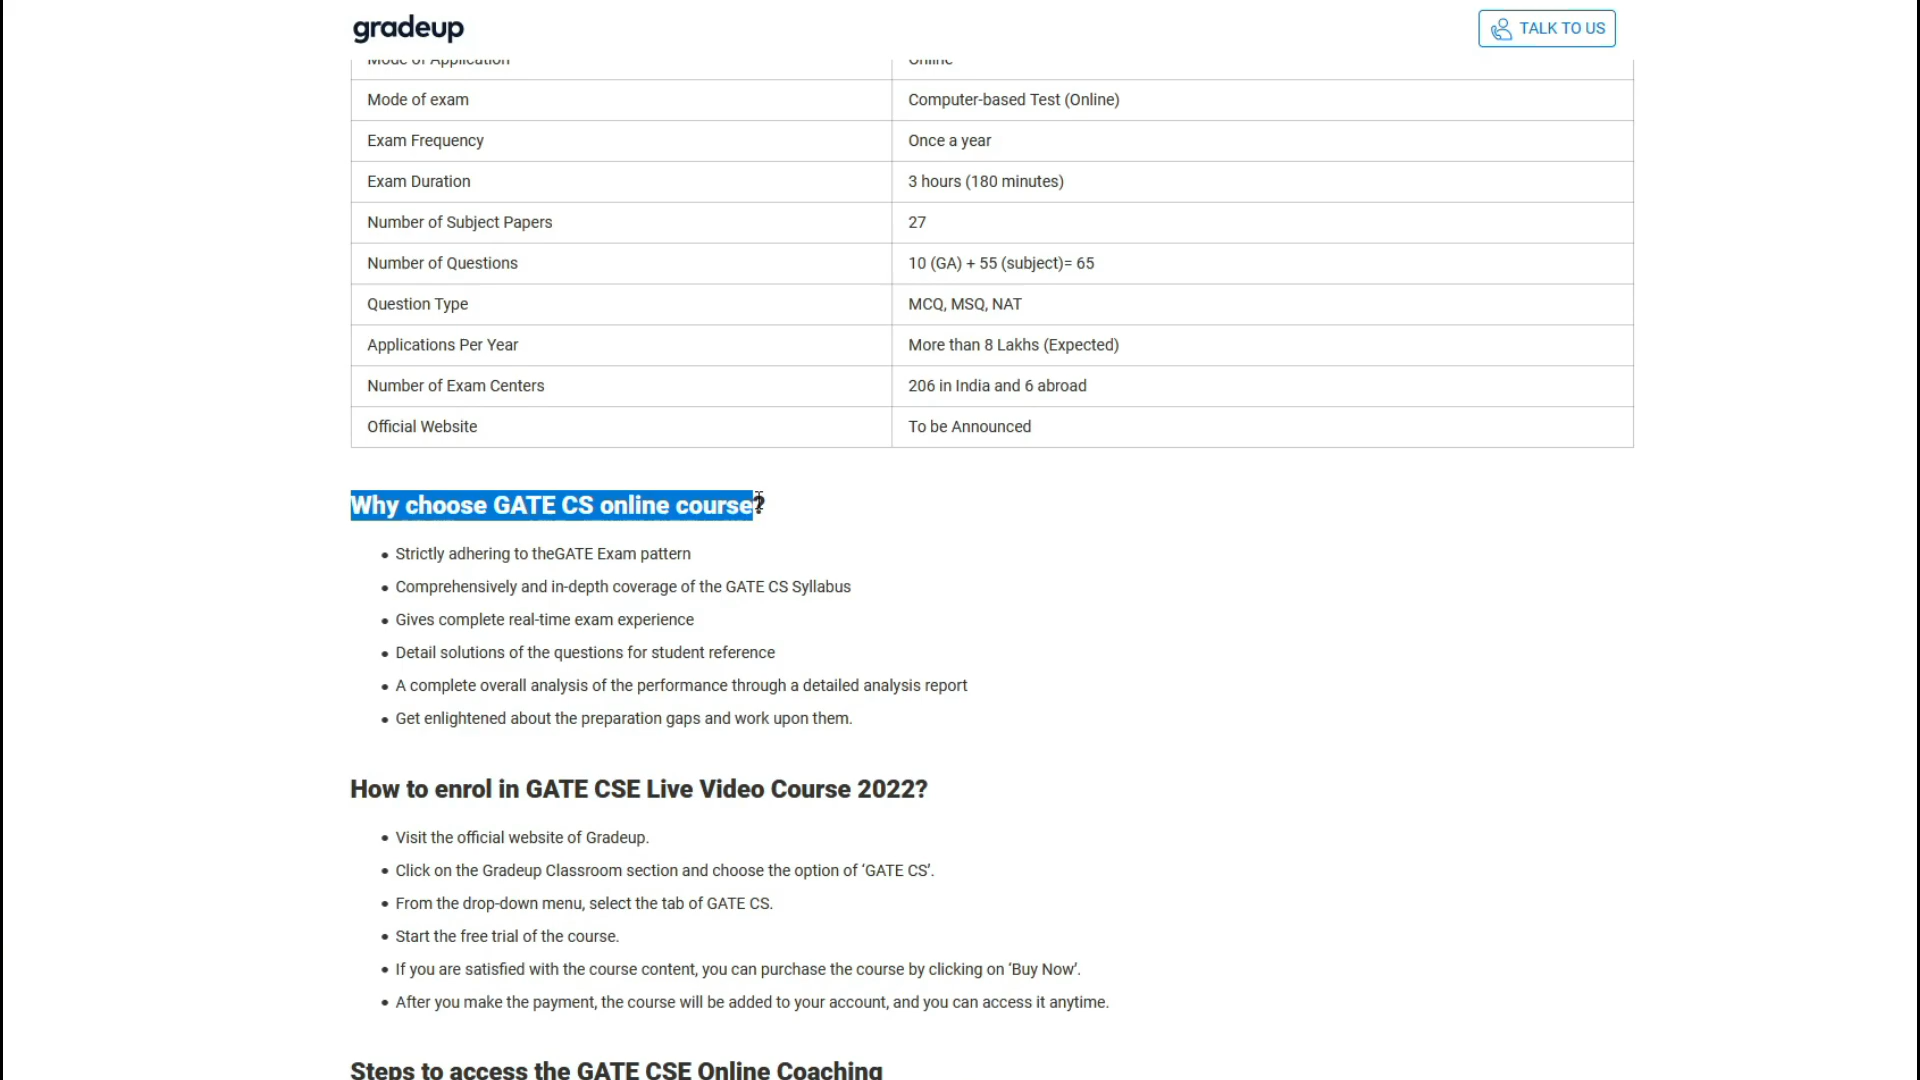 gradeup
TALK TO US
Mode of Application Online
Mode of exam Computer-based Test (Online)
Exam Frequency Once a year
Exam Duration 3 hours (180 minutes)
Number of Subject Papers 27
Number of Questions 10 (GA) + 55 (subject)= 65
Question Type MCQ, MSQ, NAT
Applications Per Year More than 8 Lakhs (Expected)
Number of Exam Centers 206 in India and 6 abroad
Official Website To be Announced
Why choose GATE CS online course?
Strictly adhering to theGATE Exam pattern
Comprehensively and in-depth coverage of the GATE CS Syllabus
Gives complete real-time exam experience
Detail solutions of the questions for student reference
A complete overall analysis of the performance through a detailed analysis report
Get enlightened about the preparation gaps and work upon them.
How to enrol in GATE CSE Live Video Course 2022?
Visit the official website of Gradeup.
Click on the Gradeup Classroom section and choose the option of ‘GATE CS’.
From the drop-down menu, select the tab of GATE CS.
Start the free trial of the course.
If you are satisfied with the course content, you can purchase the course by clicking on ‘Buy Now’.
After you make the payment, the course will be added to your account, and you can access it anytime.
Steps to access the GATE CSE Online Coaching